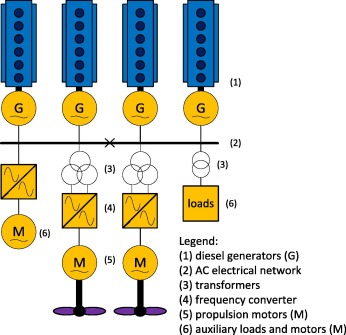 G G G G
(1)
(2)
(3) (3)
(4)
loads (6)
M (6)
M (5) M
Legend:
(1) diesel generators (G)
(2) AC electrical network
(3) transformers
(4) frequency converter
(5) propulsion motors (M)
(6) auxiliary loads and motors (M)